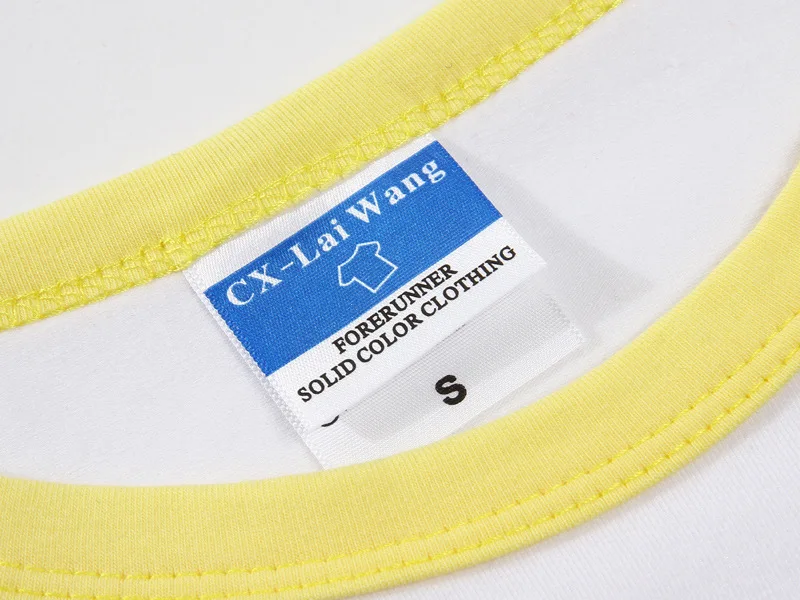 CX-Lai Wang
FORERUNNER
SOLID COLOR CLOTHING
S